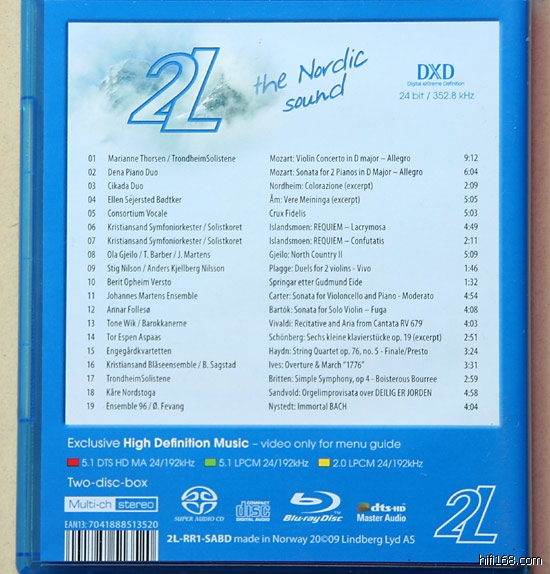 2L
the Nordic
sound
DXD
Digital eXtreme Definition
24 bit / 352.8 kHz
01 Marianne Thorsen / TrondheimSolistene Mozart: Violin Concerto in D major – Allegro 9:12
02 Dena Piano Duo Mozart: Sonata for 2 Pianos in D Major – Allegro 6:04
03 Cikada Duo Nordheim: Colorazione (excerpt) 2:09
04 Ellen Sejersted Bødtker Åm: Vere Meininga (excerpt) 5:05
05 Consortium Vocale Crux Fidelis 5:03
06 Kristiansand Symfoniorkester / Solistkoret Islandsmoen: REQUIEM – Lacrymosa 4:49
07 Kristiansand Symfoniorkester / Solistkoret Islandsmoen: REQUIEM – Confutatis 2:11
08 Ola Gjeilo / T. Barber / J. Martens Gjeilo: North Country II 5:09
09 Stig Nilsson / Anders Kjellberg Nilsson Plagge: Duels for 2 violins - Vivo 1:46
10 Berit Opheim Versto Springar etter Gudmund Eide 1:32
11 Johannes Martens Ensemble Carter: Sonata for Violoncello and Piano - Moderato 4:54
12 Annar Follesø Bartók: Sonata for Solo Violin – Fuga 4:08
13 Tone Wik / Barokkanerne Vivaldi: Recitative and Aria from Cantata RV 679 4:03
14 Tor Espen Aspaas Schönberg: Sechs kleine klavierstücke op. 19 (excerpt) 2:51
15 Engegårdkvartetten Haydn: String Quartet op. 76, no. 5 - Finale/Presto 3:24
16 Kristiansand Blåseensemble / B. Sagstad Ives: Overture & March “1776” 3:31
17 TrondheimSolistene Britten: Simple Symphony, op 4 - Boisterous Bourree 2:59
18 Kåre Nordstoga Sandvold: Orgelimprovisata over DEILIG ER JORDEN 4:58
19 Ensemble 96 / Ø. Fevang Nystedt: Immortal BACH 4:04
Exclusive High Definition Music – video only for menu guide
5.1 DTS HD MA 24/192kHz 5.1 LPCM 24/192kHz 2.0 LPCM 24/192kHz
Two-disc-box
Multi-ch stereo
SUPER AUDIO CD
COMPACT disc DIGITAL AUDIO
Blu-ray Disc
dts-HD Master Audio
2L
EAN13: 7041888513520
2L-RR1-SABD made in Norway 20©09 Lindberg Lyd AS
hifi168.com